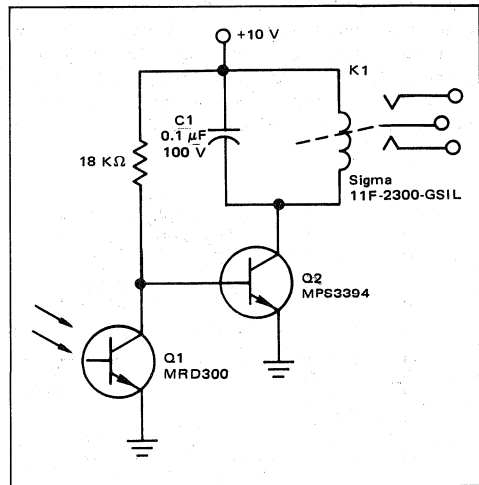 +10 V
K1
C1
0.1 μF
100 V
18 KΩ
Sigma
11F-2300-GSIL
Q2
MPS3394
Q1
MRD300